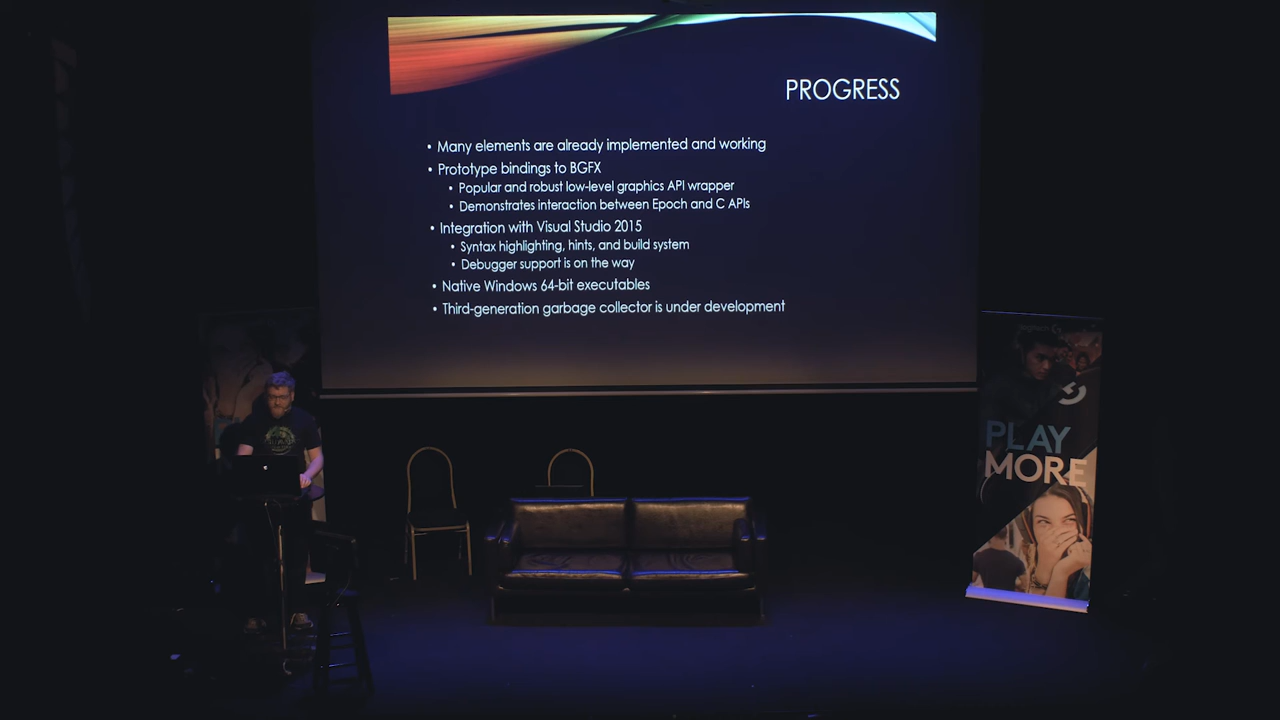 PROGRESS
• Many elements are already implemented and working
• Prototype bindings to BGFX
• Popular and robust low-level graphics API wrapper
• Demonstrates interaction between Epoch and C APIs
• Integration with Visual Studio 2015
• Syntax highlighting, hints, and build system
• Debugger support is on the way
• Native Windows 64-bit executables
• Third-generation garbage collector is under development
PLAY
MORE